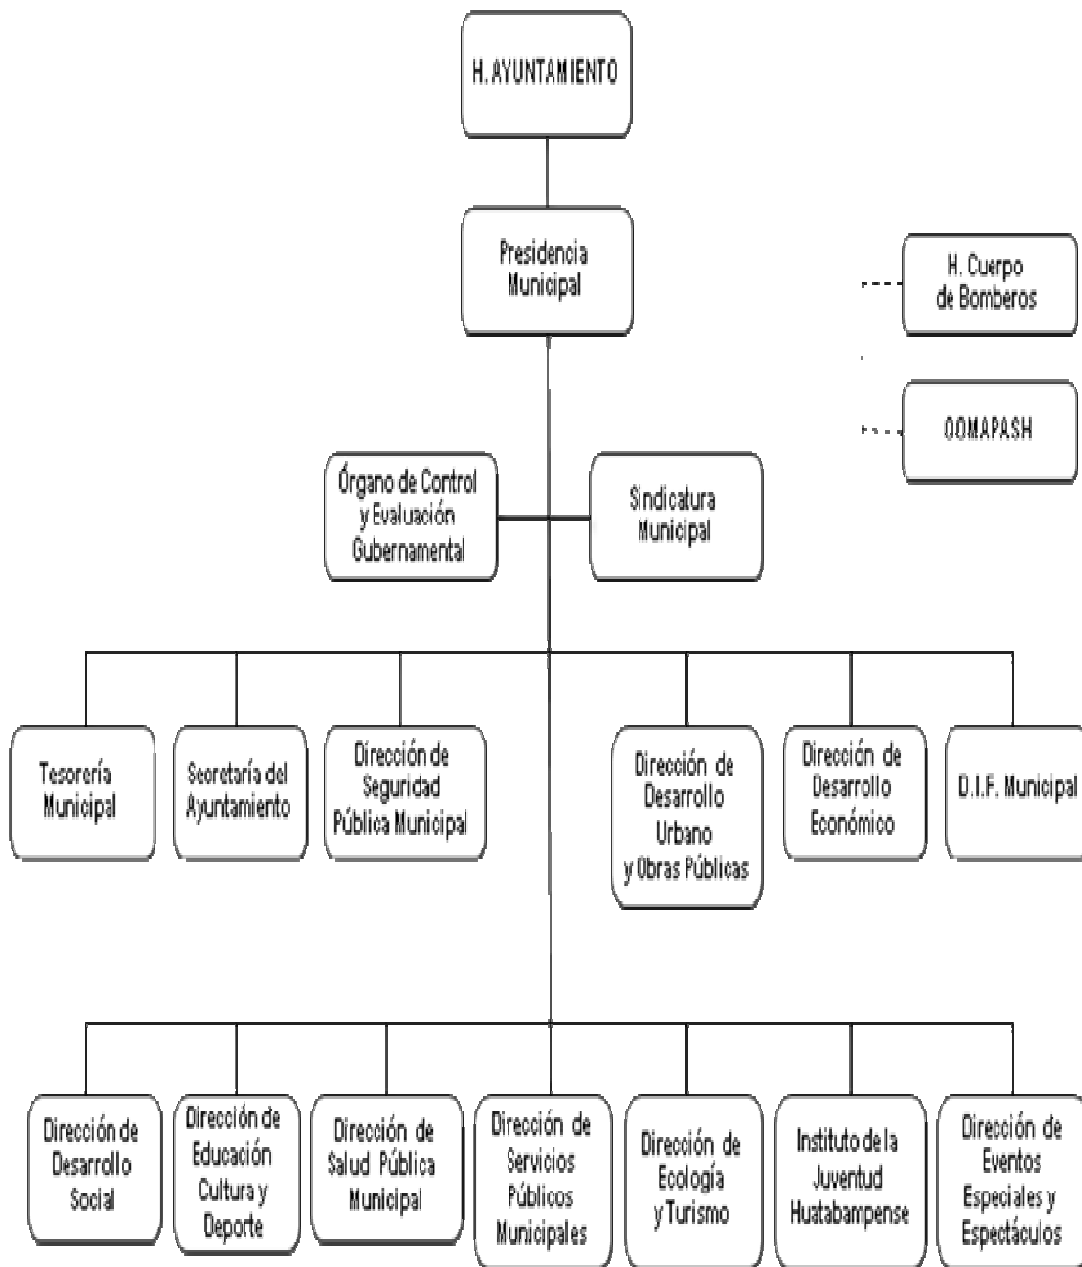 H. AYUNTAMIENTO
Presidencia
Municipal
H. Cuerpo
de Bomberos
OOMAPASH
Órgano de Control
y Evaluación
Gubernamental
Sindicatura
Municipal
Tesorería
Municipal
Secretaría del
Ayuntamiento
Dirección de
Seguridad
Pública Municipal
Dirección de
Desarrollo
Urbano
y Obras Públicas
Dirección de
Desarrollo
Económico
D.I.F. Municipal
Dirección de
Desarrollo
Social
Dirección de
Educación
Cultura y
Deporte
Dirección de
Salud Pública
Municipal
Dirección de
Servicios
Públicos
Municipales
Dirección de
Ecología
y Turismo
Instituto de la
Juventud
Huatabampense
Dirección de
Eventos
Especiales y
Espectáculos